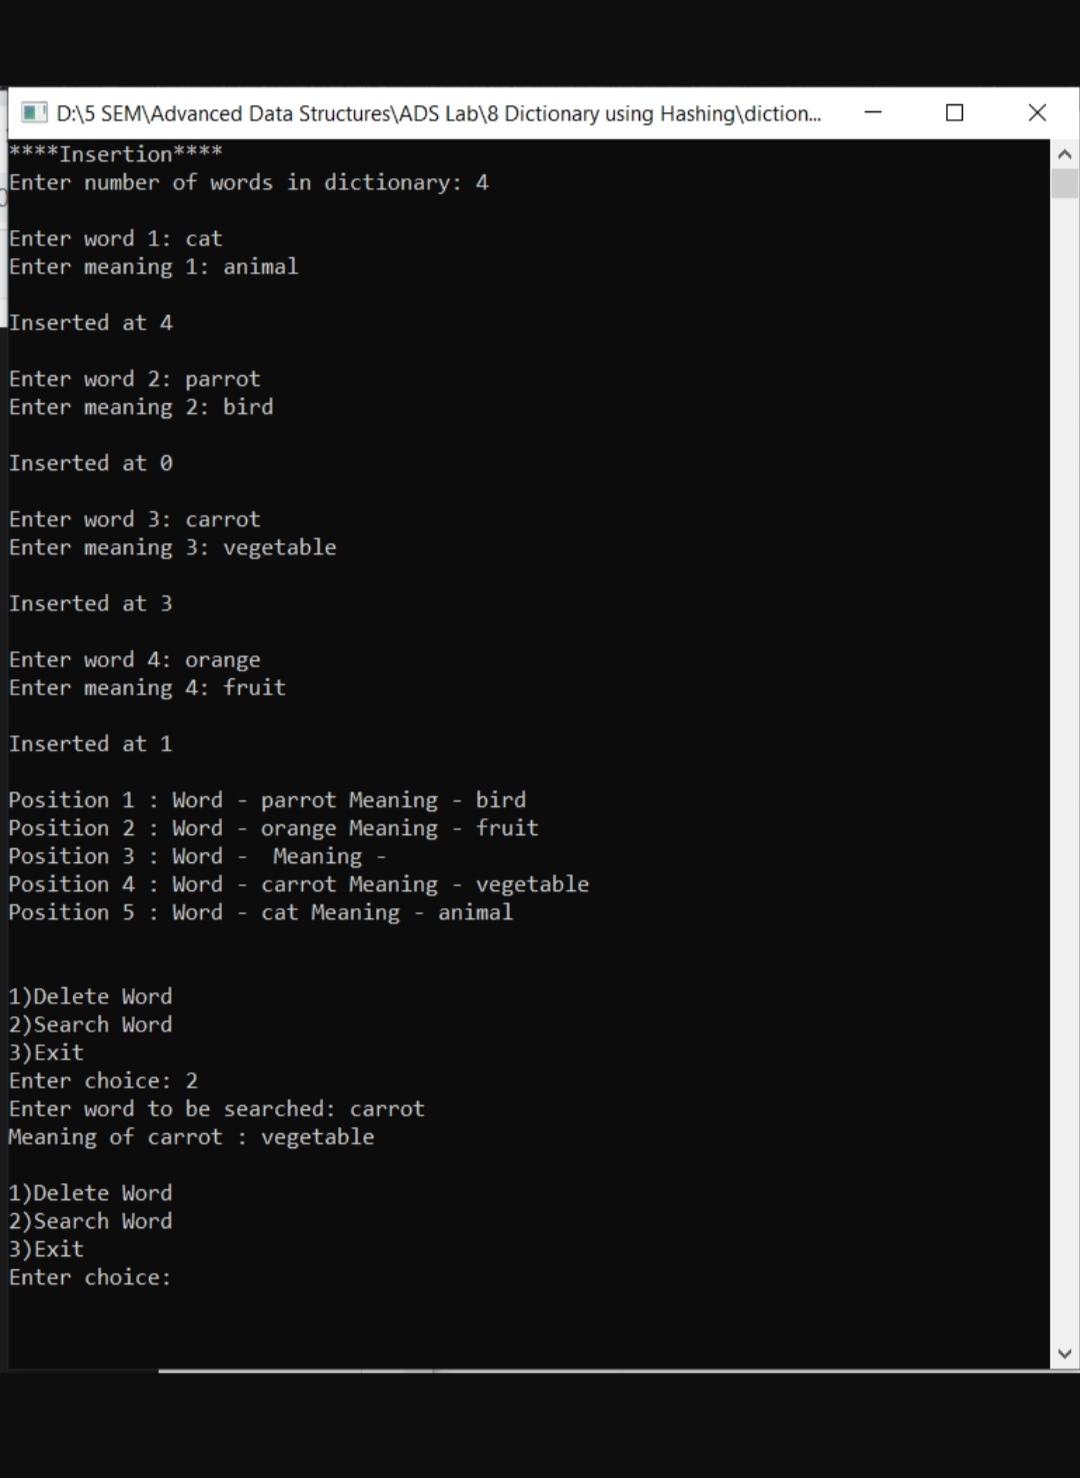 D:\5 SEM\Advanced Data Structures\ADS Lab\8 Dictionary using Hashing\diction...
****Insertion****
Enter number of words in dictionary: 4
Enter word 1: cat
Enter meaning 1: animal
Inserted at 4
Enter word 2: parrot
Enter meaning 2: bird
Inserted at 0
Enter word 3: carrot
Enter meaning 3: vegetable
Inserted at 3
Enter word 4: orange
Enter meaning 4: fruit
Inserted at 1
Position 1 : Word - parrot Meaning - bird
Position 2 : Word - orange Meaning - fruit
Position 3 : Word -  Meaning -
Position 4 : Word - carrot Meaning - vegetable
Position 5 : Word - cat Meaning - animal
1)Delete Word
2)Search Word
3)Exit
Enter choice: 2
Enter word to be searched: carrot
Meaning of carrot : vegetable
1)Delete Word
2)Search Word
3)Exit
Enter choice: